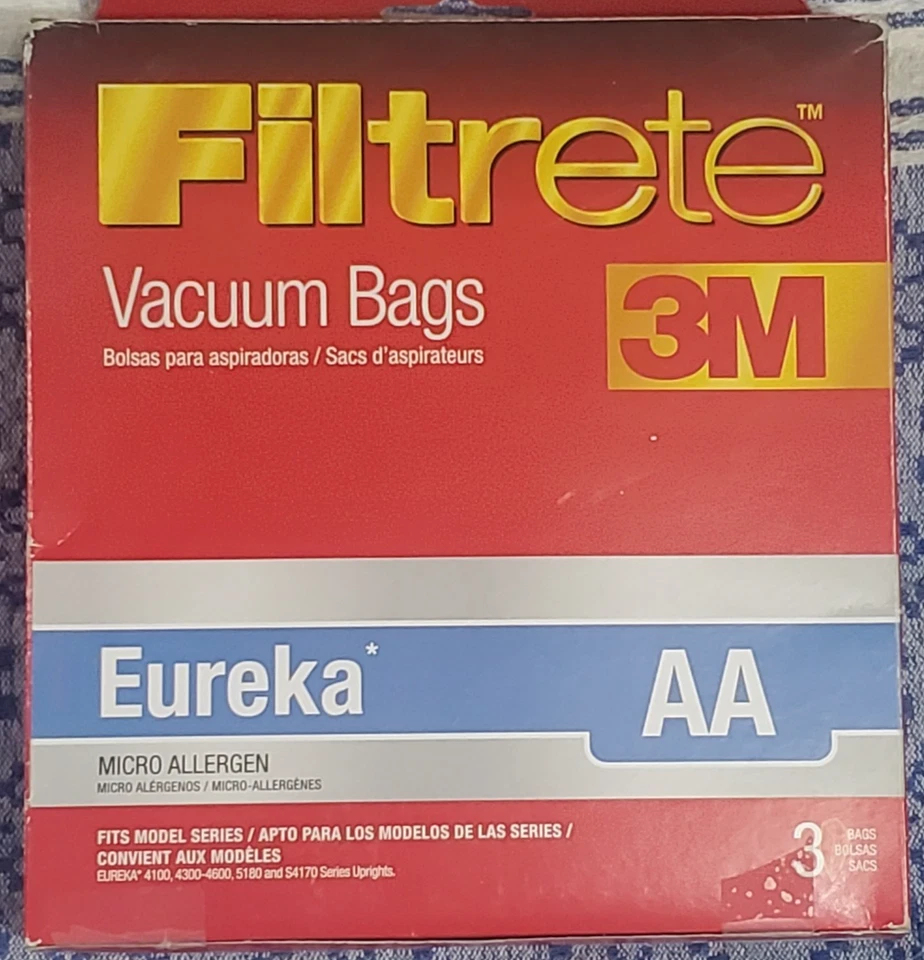 Filtrete™
Vacuum Bags
Bolsas para aspiradoras / Sacs d'aspirateurs
3M
Eureka*
AA
MICRO ALLERGEN
MICRO ALÉRGENOS / MICRO-ALLERGÈNES
FITS MODEL SERIES / APTO PARA LOS MODELOS DE LAS SERIES /
CONVIENT AUX MODÈLES
EUREKA* 4100, 4300-4600, 5180 and S4170 Series Uprights.
3
BAGS
BOLSAS
SACS